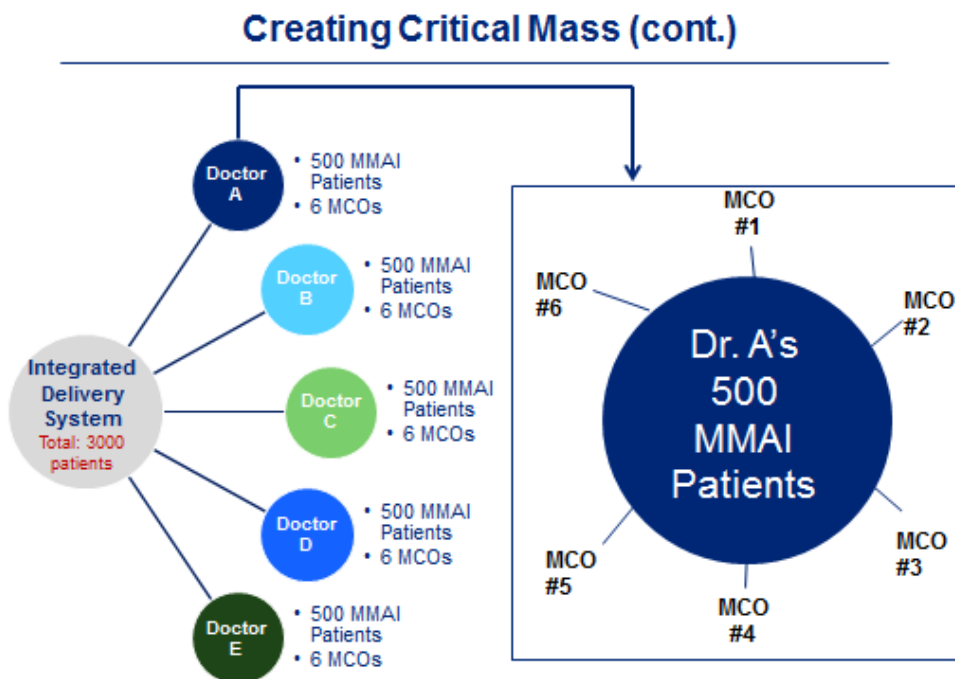 Creating Critical Mass (cont.)
Doctor
A
• 500 MMAI
Patients
• 6 MCOs
Doctor
B
• 500 MMAI
Patients
• 6 MCOs
Integrated
Delivery
System
Total: 3000
patients
Doctor
C
• 500 MMAI
Patients
• 6 MCOs
Doctor
D
• 500 MMAI
Patients
• 6 MCOs
Doctor
E
• 500 MMAI
Patients
• 6 MCOs
MCO
#1
MCO
#2
MCO
#3
MCO
#4
MCO
#5
MCO
#6
Dr. A's
500
MMAI
Patients